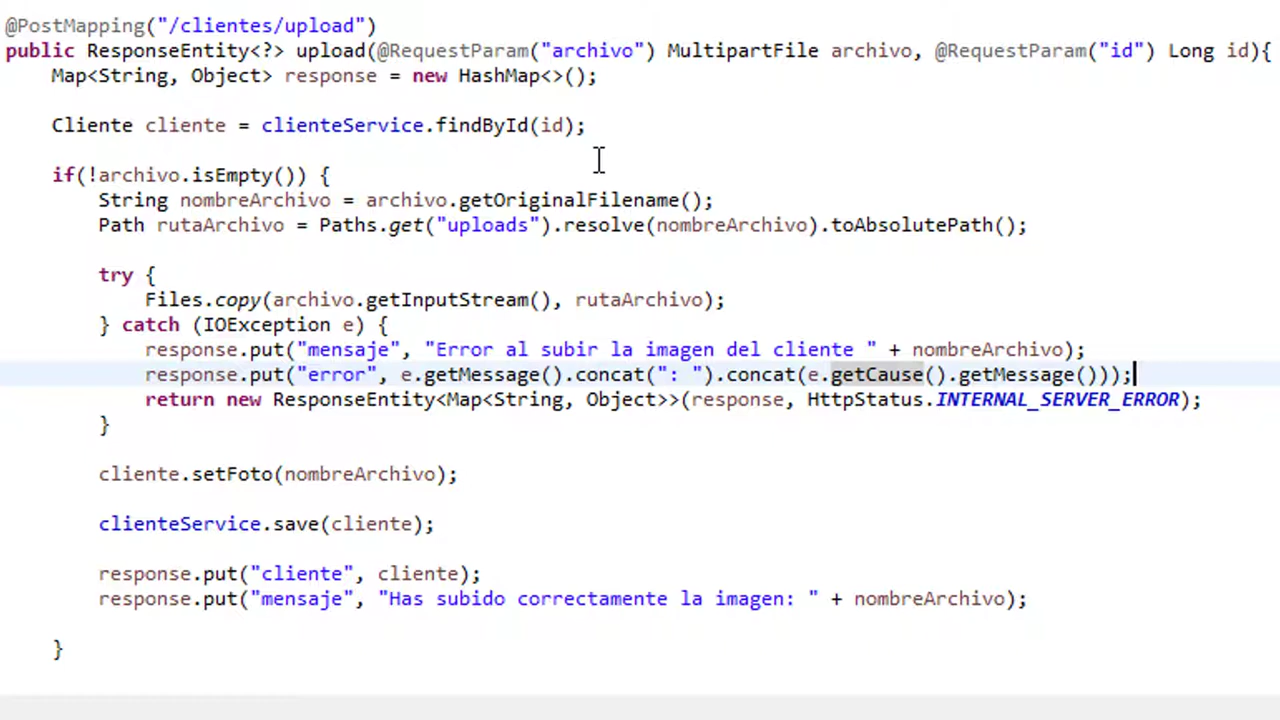 @PostMapping("/clientes/upload")
public ResponseEntity<?> upload(@RequestParam("archivo") MultipartFile archivo, @RequestParam("id") Long id){
Map<String, Object> response = new HashMap<>();
Cliente cliente = clienteService.findById(id);
if(!archivo.isEmpty()) {
String nombreArchivo = archivo.getOriginalFilename();
Path rutaArchivo = Paths.get("uploads").resolve(nombreArchivo).toAbsolutePath();
try {
Files.copy(archivo.getInputStream(), rutaArchivo);
} catch (IOException e) {
response.put("mensaje", "Error al subir la imagen del cliente " + nombreArchivo);
response.put("error", e.getMessage().concat(": ").concat(e.getCause().getMessage()));
return new ResponseEntity<Map<String, Object>>(response, HttpStatus.INTERNAL_SERVER_ERROR);
}
cliente.setFoto(nombreArchivo);
clienteService.save(cliente);
response.put("cliente", cliente);
response.put("mensaje", "Has subido correctamente la imagen: " + nombreArchivo);
}